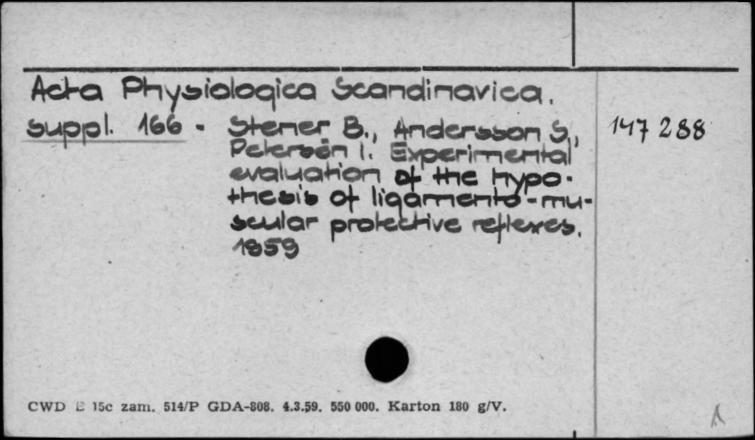 Acta Physiologica Scandinavica.
suppl. 166 - Stener B., Andersson S., 147 288
Petersén I. Experimental
evaluation of the hypo-
thesis of ligamento-mu-
scular protective reflexes.
1959
CWD E 15c zam. 514/P GDA-808. 4.3.59. 550 000. Karton 180 g/V.